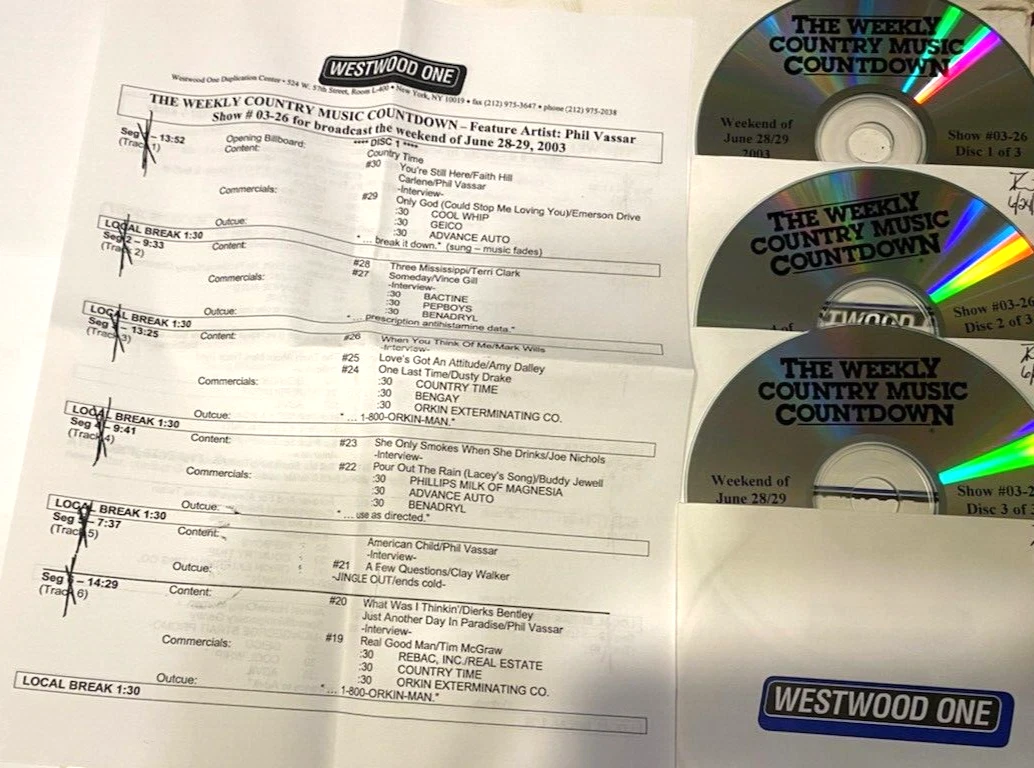 WESTWOOD ONE
Westwood One Duplication Center • 524 W. 57th Street, Room L-400 • New York, NY 10019 • fax (212) 975-3647 • phone (212) 975-2038
THE WEEKLY COUNTRY MUSIC COUNTDOWN – Feature Artist: Phil Vassar
Show # 03-26 for broadcast the weekend of June 28-29, 2003
**** DISC 1 ****
Seg 1 – 13:52 Opening Billboard: Country Time
(Track 1) Content: #30 You're Still Here/Faith Hill
Carlene/Phil Vassar
-Interview-
#29 Only God (Could Stop Me Loving You)/Emerson Drive
Commercials: :30 COOL WHIP
:30 GEICO
:30 ADVANCE AUTO
Outcue: "... break it down." (sung – music fades)
LOCAL BREAK 1:30
Seg 2 – 9:33 Content: #28 Three Mississippi/Terri Clark
(Track 2) #27 Someday/Vince Gill
-Interview-
Commercials: :30 BACTINE
:30 PEPBOYS
:30 BENADRYL
Outcue: "... prescription antihistamine data."
LOCAL BREAK 1:30
Seg 3 – 13:25 Content: #26 When You Think Of Me/Mark Wills
(Track 3) -Interview-
#25 Love's Got An Attitude/Amy Dalley
#24 One Last Time/Dusty Drake
Commercials: :30 COUNTRY TIME
:30 BENGAY
:30 ORKIN EXTERMINATING CO.
Outcue: "... 1-800-ORKIN-MAN."
LOCAL BREAK 1:30
Seg 4 – 9:41 Content: #23 She Only Smokes When She Drinks/Joe Nichols
(Track 4) -Interview-
#22 Pour Out The Rain (Lacey's Song)/Buddy Jewell
Commercials: :30 PHILLIPS MILK OF MAGNESIA
:30 ADVANCE AUTO
:30 BENADRYL
Outcue: "... use as directed."
LOCAL BREAK 1:30
Seg 5 – 7:37 Content: American Child/Phil Vassar
(Track 5) -Interview-
#21 A Few Questions/Clay Walker
Outcue: -JINGLE OUT/ends cold-
Seg 6 – 14:29 Content: #20 What Was I Thinkin'/Dierks Bentley
(Track 6) Just Another Day In Paradise/Phil Vassar
-Interview-
#19 Real Good Man/Tim McGraw
Commercials: :30 REBAC, INC./REAL ESTATE
:30 COUNTRY TIME
:30 ORKIN EXTERMINATING CO.
Outcue: "... 1-800-ORKIN-MAN."
LOCAL BREAK 1:30
THE WEEKLY
COUNTRY MUSIC
COUNTDOWN
Weekend of
June 28/29
2003
Show #03-26
Disc 1 of 3
THE WEEKLY
COUNTRY MUSIC
COUNTDOWN
Show #03-26
Disc 2 of 3
THE WEEKLY
COUNTRY MUSIC
COUNTDOWN
Weekend of
June 28/29
Show #03-2
Disc 3 of 3
WESTWOOD ONE